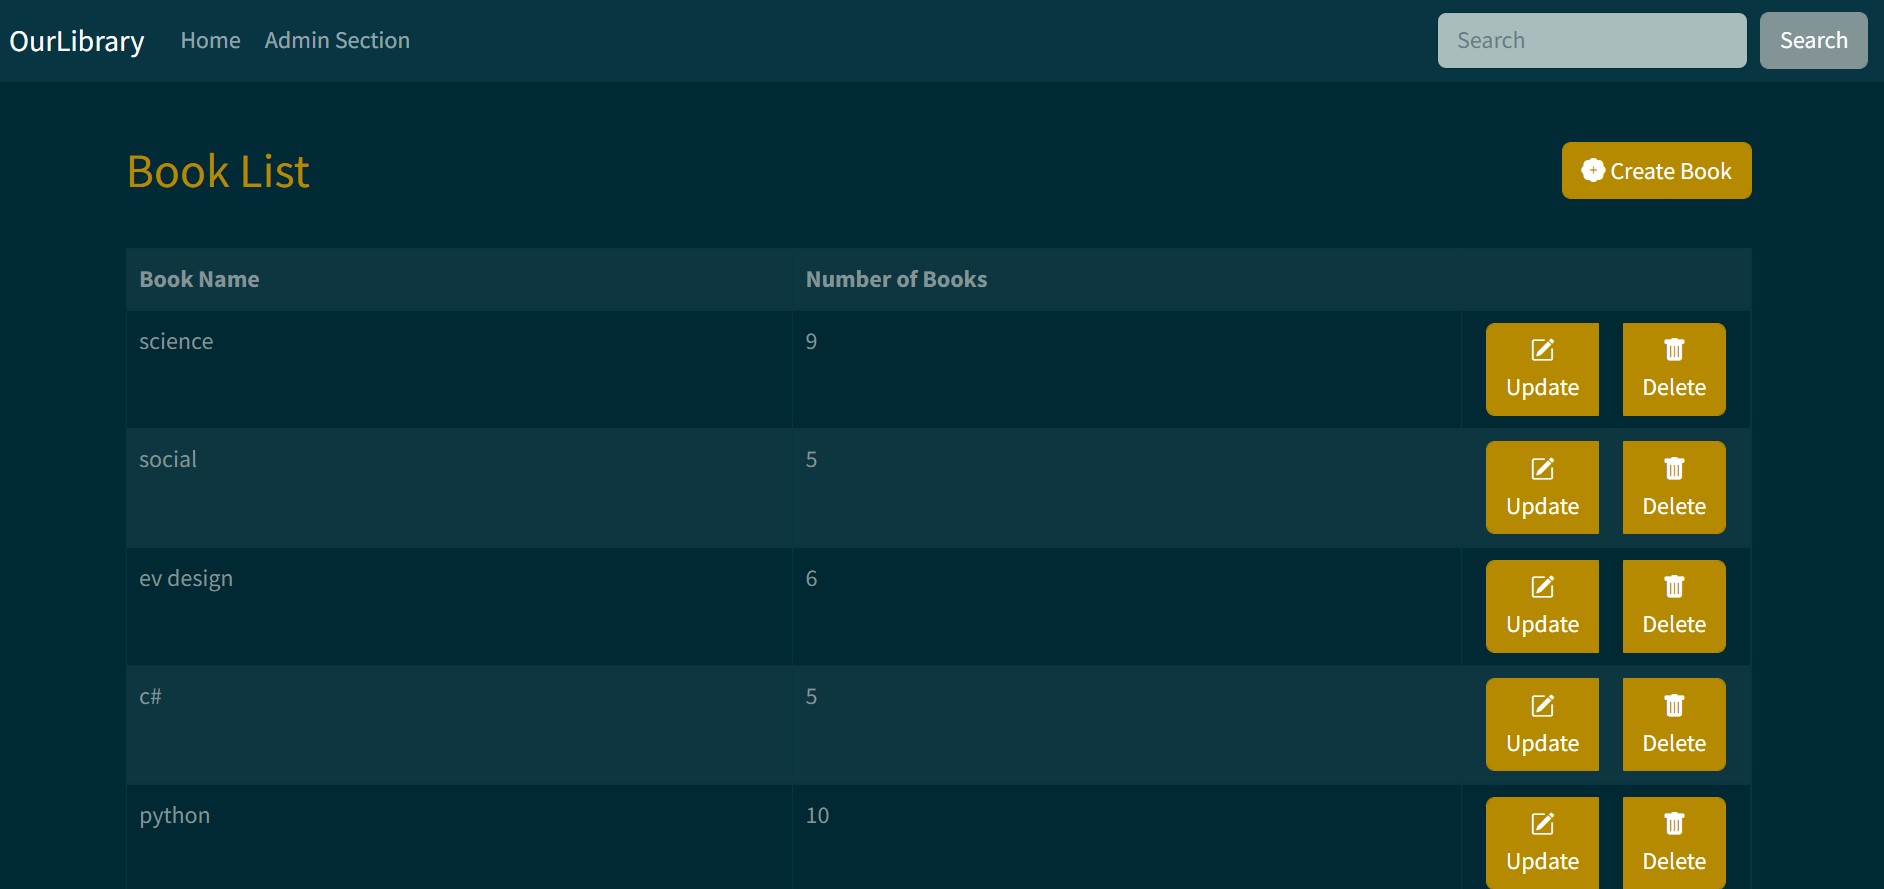 OurLibrary Home Admin Section Search Search
Book List Create Book
Book Name Number of Books
science 9 Update Delete
social 5 Update Delete
ev design 6 Update Delete
c# 5 Update Delete
python 10 Update Delete